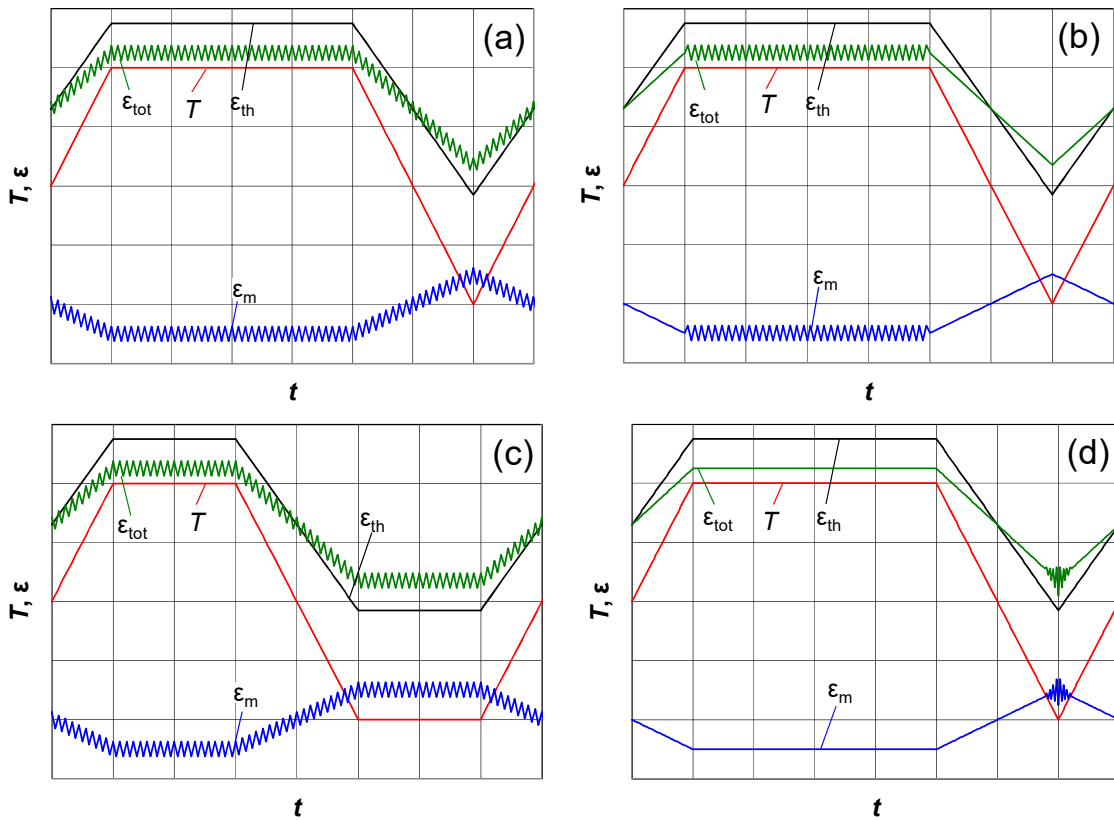 (a)
ε_tot
T
ε_th
ε_m
T, ε
t
(b)
ε_tot
T
ε_th
ε_m
T, ε
t
(c)
ε_tot
T
ε_th
ε_m
T, ε
t
(d)
ε_tot
T
ε_th
ε_m
T, ε
t